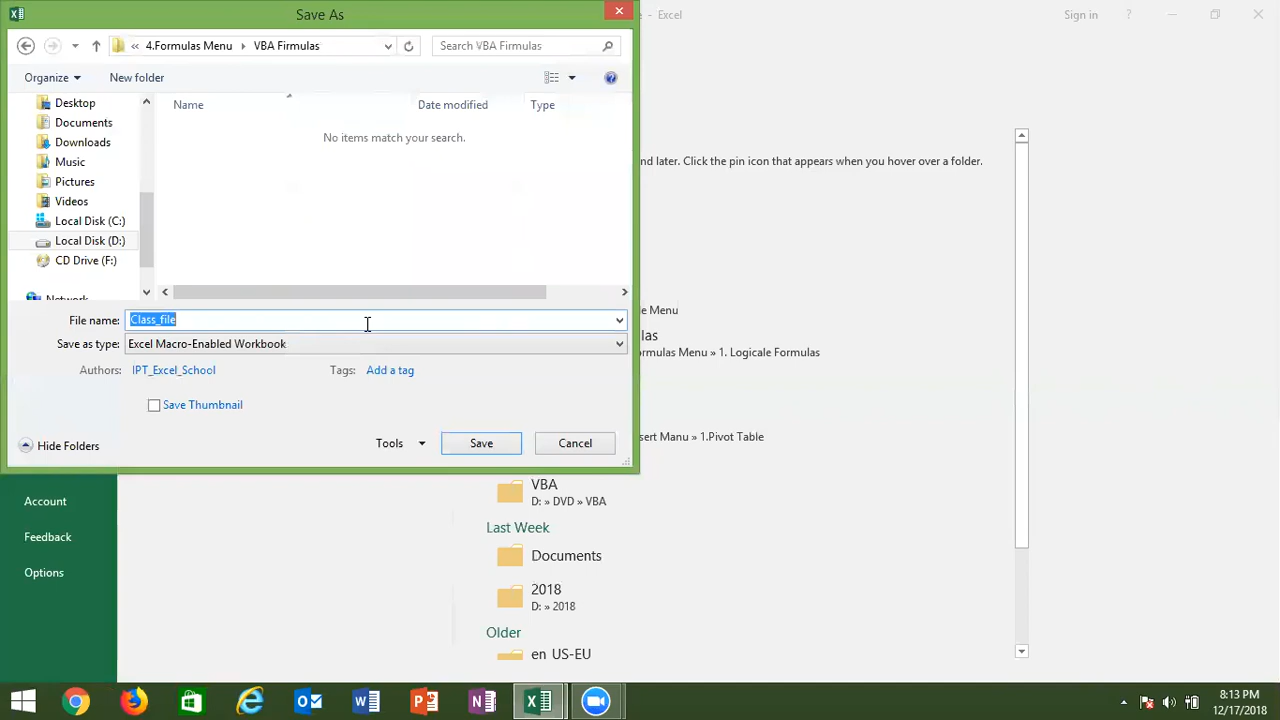 Save As
- Excel
Sign in
4.Formulas Menu
VBA Firmulas
Search VBA Firmulas
Organize
New folder
Desktop
Documents
Downloads
Music
Pictures
Videos
Local Disk (C:)
Local Disk (D:)
CD Drive (F:)
Network
Name
Date modified
Type
No items match your search.
File name:
Class_file
Save as type:
Excel Macro-Enabled Workbook
Authors:
IPT_Excel_School
Tags:
Add a tag
Save Thumbnail
Hide Folders
Tools
Save
Cancel
nd later. Click the pin icon that appears when you hover over a folder.
le Menu
las
ormulas Menu » 1. Logicale Formulas
sert Manu » 1.Pivot Table
VBA
D: » DVD » VBA
Last Week
Documents
2018
D: » 2018
Older
en US-EU
Account
Feedback
Options
8:13 PM
12/17/2018